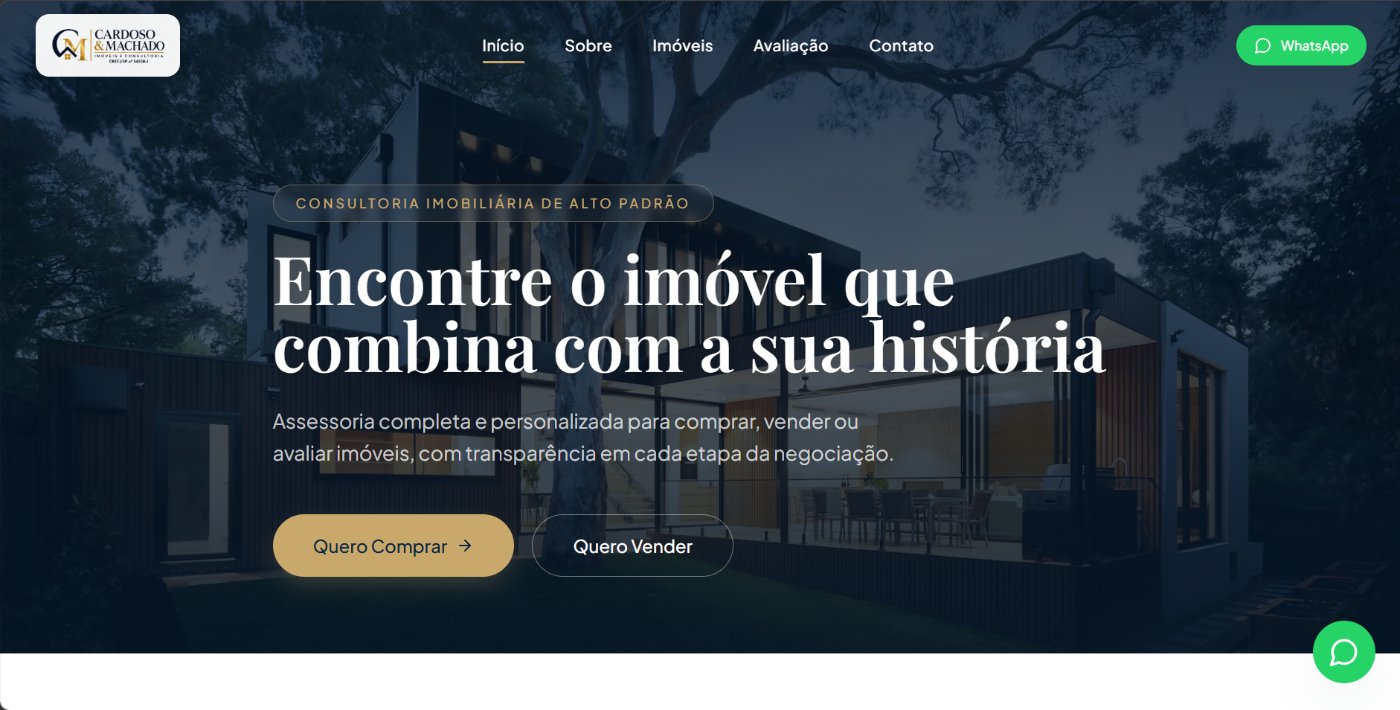 CARDOSO
&MACHADO
IMÓVEIS E CONSULTORIA
Início
Sobre
Imóveis
Avaliação
Contato
WhatsApp
CONSULTORIA IMOBILIÁRIA DE ALTO PADRÃO
Encontre o imóvel que
combina com a sua história
Assessoria completa e personalizada para comprar, vender ou
avaliar imóveis, com transparência em cada etapa da negociação.
Quero Comprar →
Quero Vender